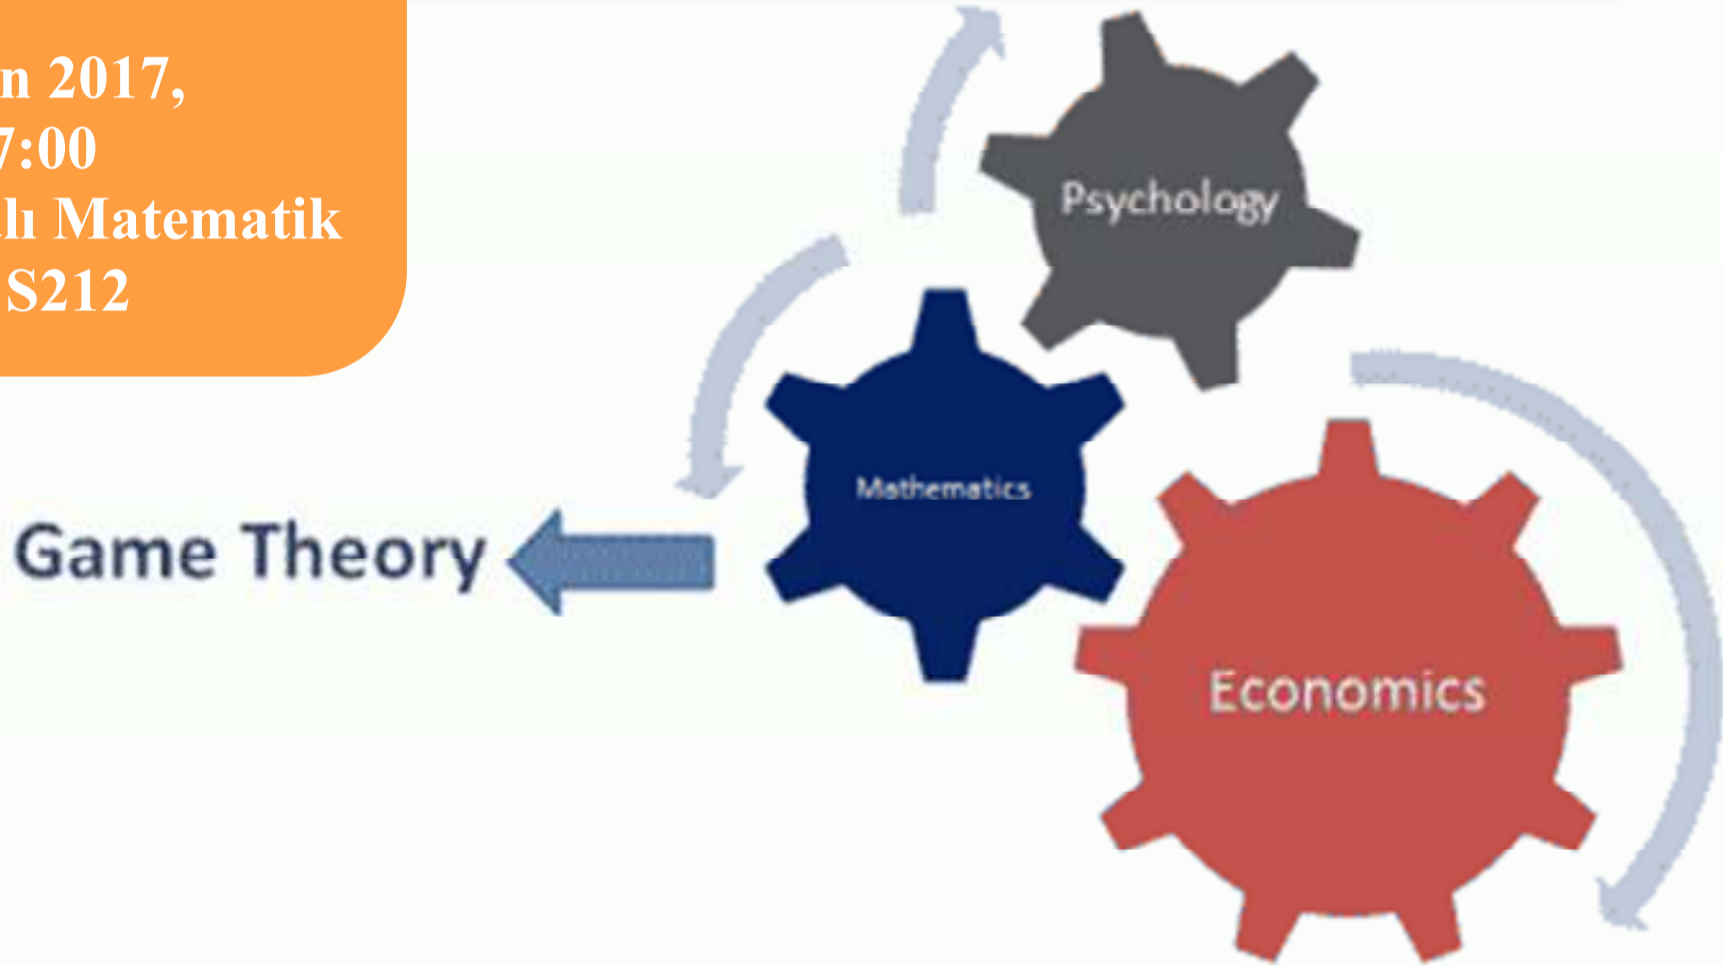 n 2017,
7:00
lı Matematik
S212
Psychology
Mathematics
Game Theory
Economics